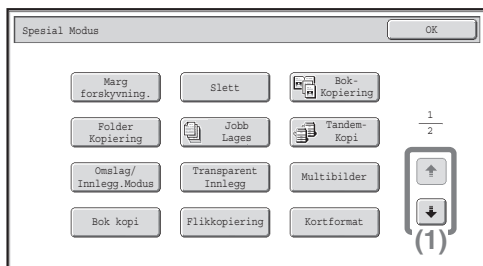 Spesial Modus
OK
Marg
forskyvning.
Slett
Bok-
Kopiering
Folder
Kopiering
Jobb
Lages
Tandem-
Kopi
1
2
Omslag/
Innlegg.Modus
Transparent
Innlegg
Multibilder
Bok kopi
Flikkopiering
Kortformat
(1)